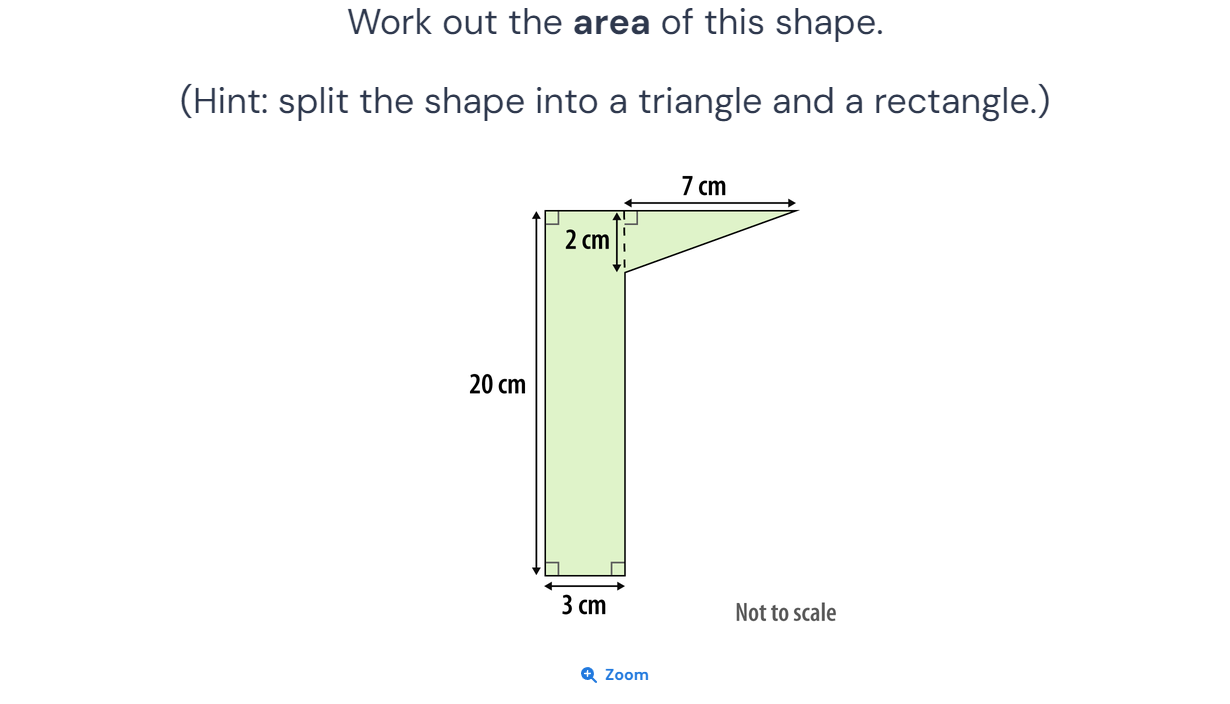 Work out the area of this shape.
(Hint: split the shape into a triangle and a rectangle.)
7 cm
2 cm
20 cm
3 cm
Not to scale
Zoom